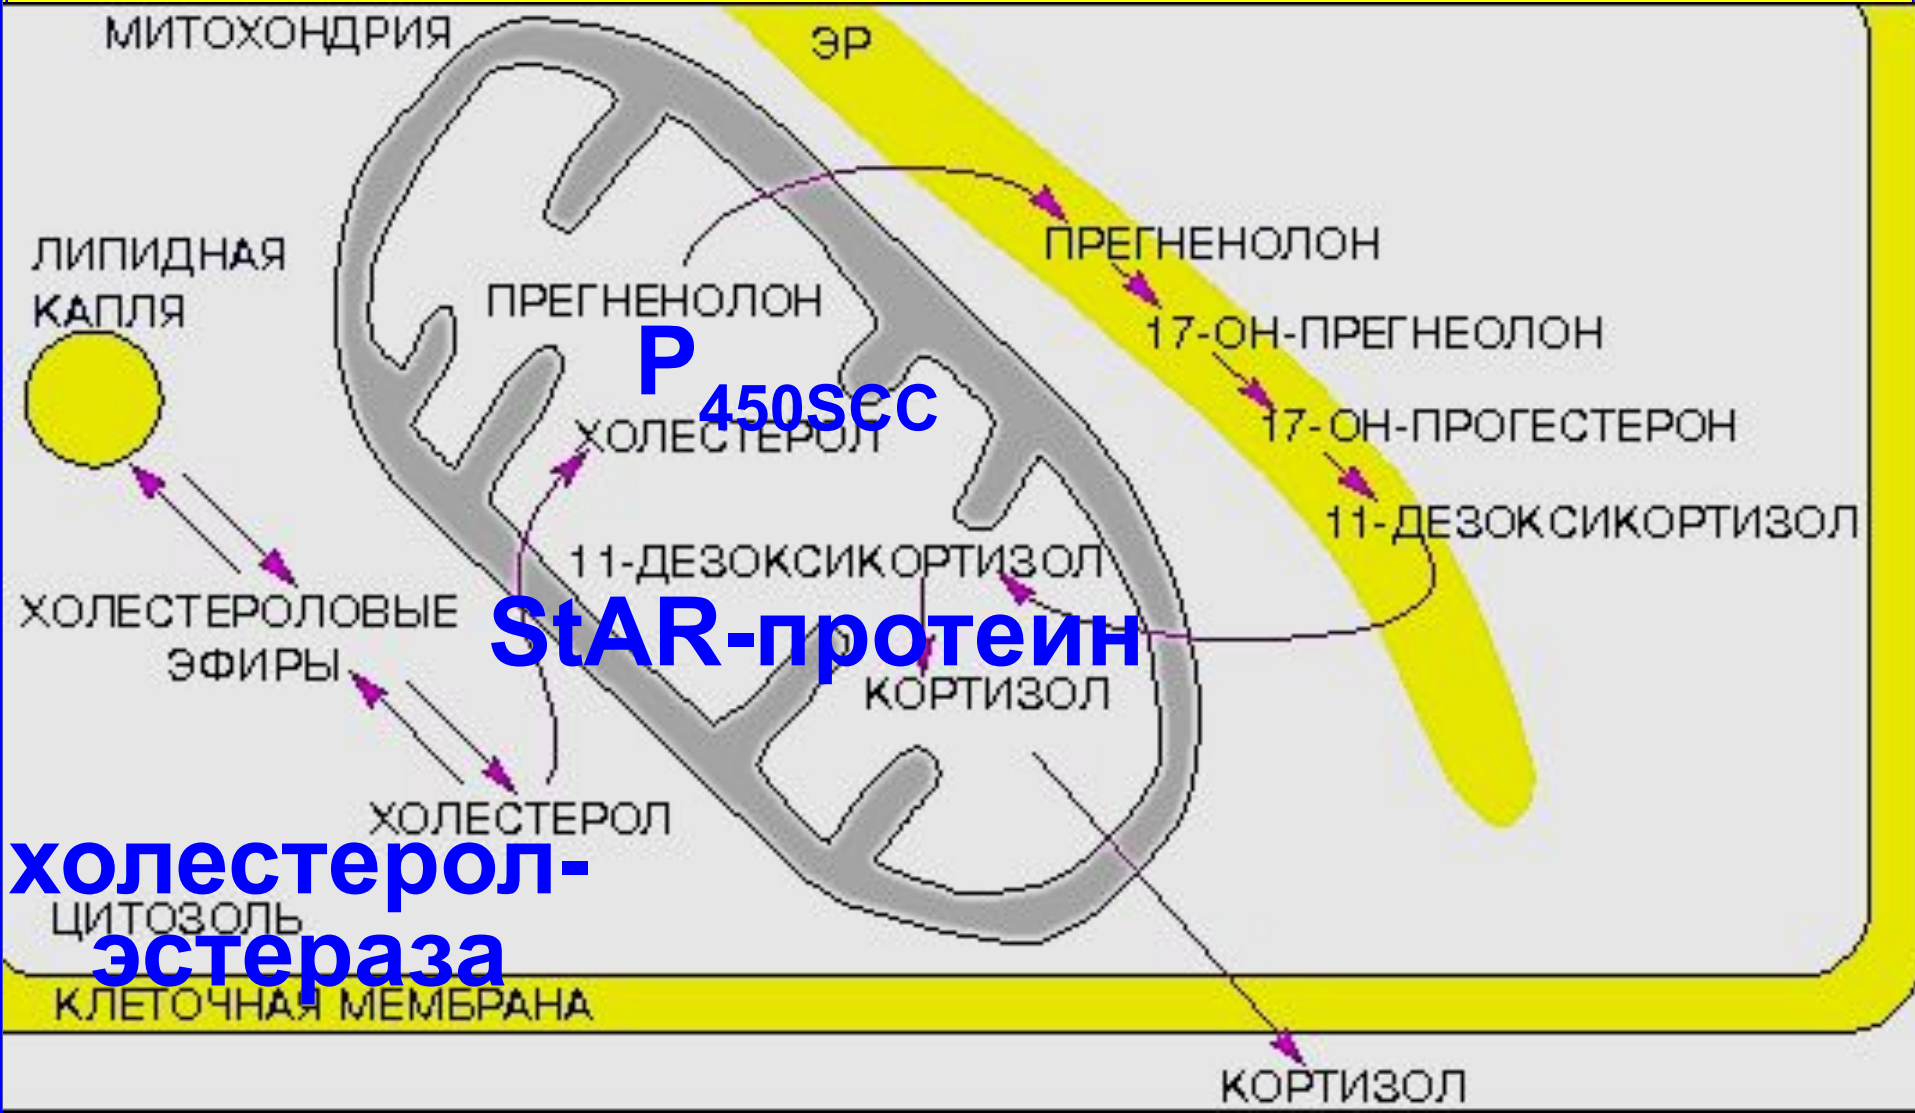 МИТОХОНДРИЯ
ЭР
ЛИПИДНАЯ
КАПЛЯ
ПРЕГНЕНОЛОН
P450SCC
ХОЛЕСТЕРОЛ
ПРЕГНЕНОЛОН
17-ОН-ПРЕГНЕОЛОН
17-ОН-ПРОГЕСТЕРОН
11-ДЕЗОКСИКОРТИЗОЛ
11-ДЕЗОКСИКОРТИЗОЛ
StAR-протеин
КОРТИЗОЛ
ХОЛЕСТЕРОЛОВЫЕ
ЭФИРЫ
ХОЛЕСТЕРОЛ
холестерол-
эстераза
ЦИТОЗОЛЬ
КЛЕТОЧНАЯ МЕМБРАНА
КОРТИЗОЛ